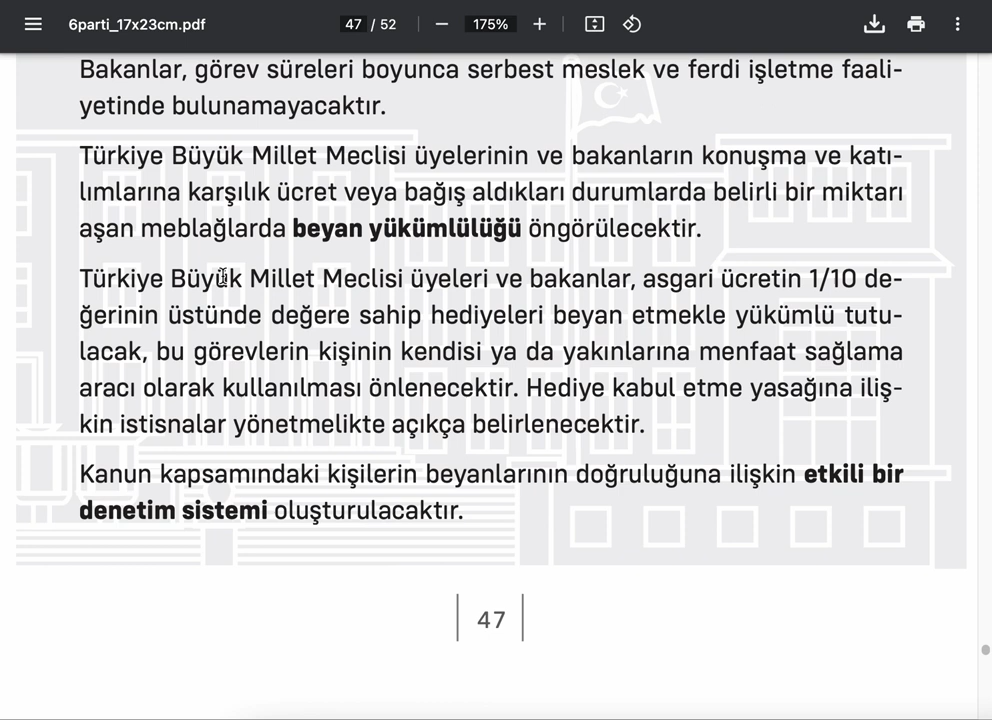 6parti_17x23cm.pdf
47 / 52
175%
Bakanlar, görev süreleri boyunca serbest meslek ve ferdi işletme faali-
yetinde bulunamayacaktır.
Türkiye Büyük Millet Meclisi üyelerinin ve bakanların konuşma ve katı-
lımlarına karşılık ücret veya bağış aldıkları durumlarda belirli bir miktarı
aşan meblağlarda beyan yükümlülüğü öngörülecektir.
Türkiye Büyük Millet Meclisi üyeleri ve bakanlar, asgari ücretin 1/10 de-
ğerinin üstünde değere sahip hediyeleri beyan etmekle yükümlü tutu-
lacak, bu görevlerin kişinin kendisi ya da yakınlarına menfaat sağlama
aracı olarak kullanılması önlenecektir. Hediye kabul etme yasağına iliş-
kin istisnalar yönetmelikte açıkça belirlenecektir.
Kanun kapsamındaki kişilerin beyanlarının doğruluğuna ilişkin etkili bir
denetim sistemi oluşturulacaktır.
47